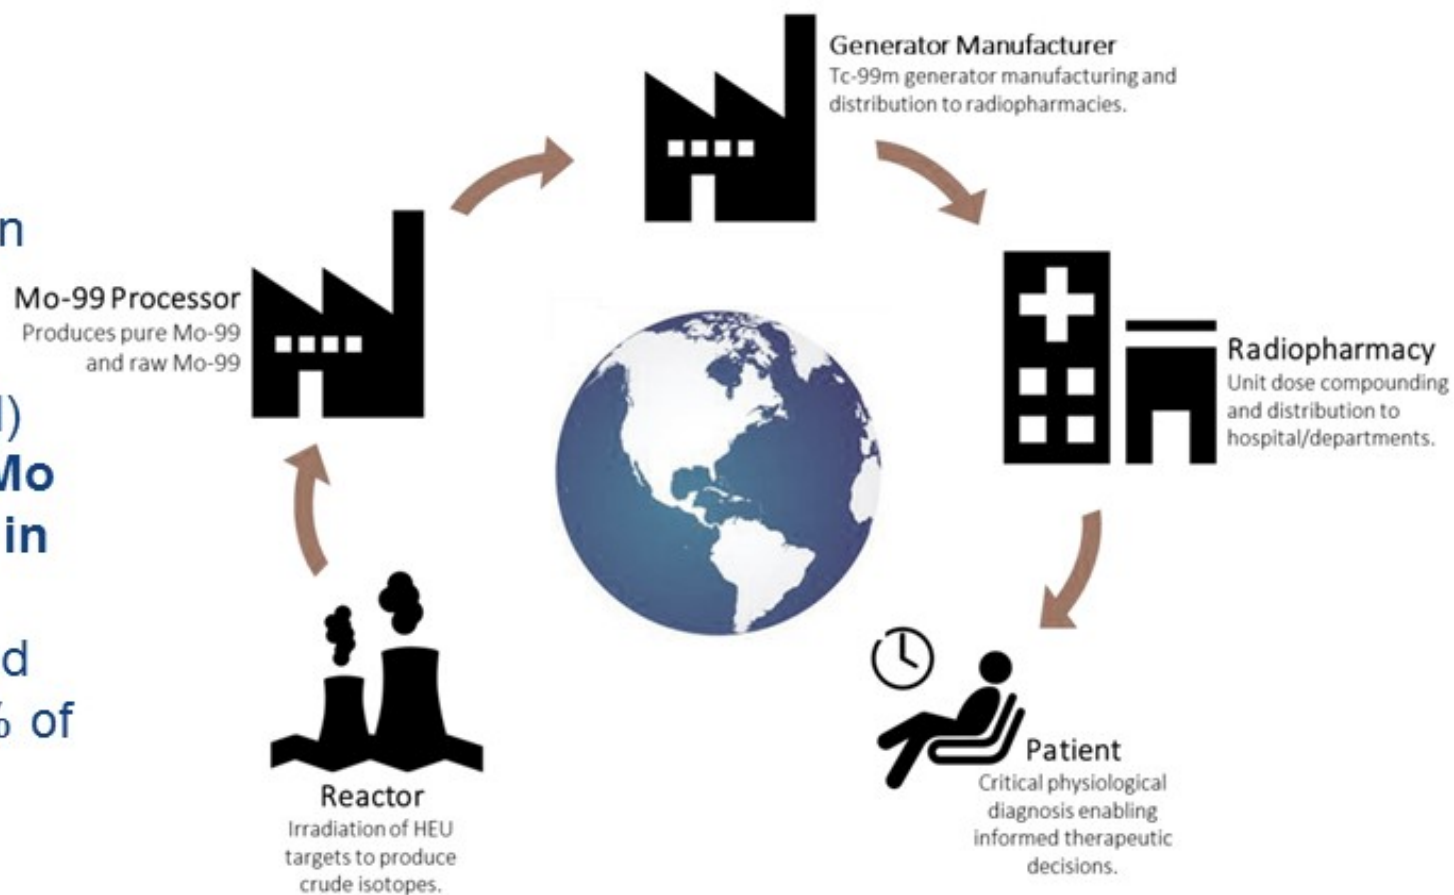 n
l)
Mo
in
d
% of
Generator Manufacturer
Tc-99m generator manufacturing and
distribution to radiopharmacies.
Mo-99 Processor
Produces pure Mo-99
and raw Mo-99
Radiopharmacy
Unit dose compounding
and distribution to
hospital/departments.
Reactor
Irradiation of HEU
targets to produce
crude isotopes.
Patient
Critical physiological
diagnosis enabling
informed therapeutic
decisions.